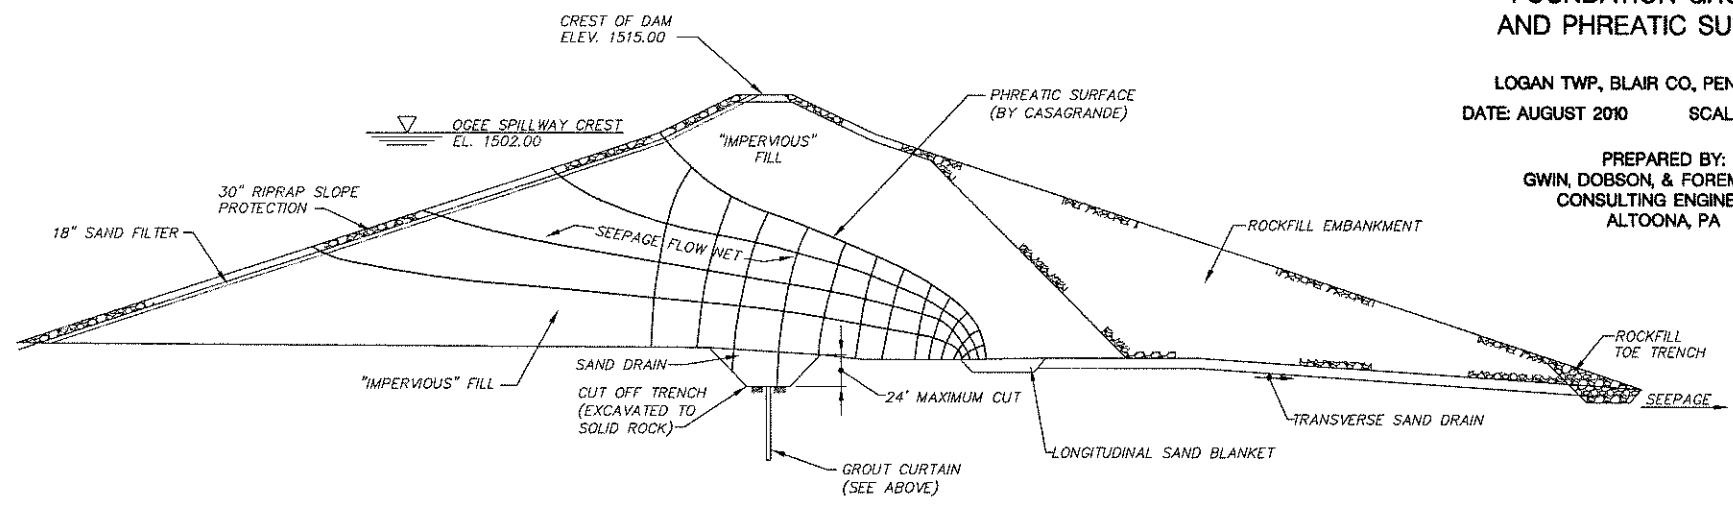 CREST OF DAM
ELEV. 1515.00
AND PHREATIC SU
LOGAN TWP, BLAIR CO, PEN
DATE: AUGUST 2010 SCAL
PREPARED BY:
GWIN, DOBSON, & FOREM
CONSULTING ENGINE
ALTOONA, PA
PHREATIC SURFACE
(BY CASAGRANDE)
OGEE SPILLWAY CREST
EL. 1502.00
"IMPERVIOUS"
FILL
30" RIPRAP SLOPE
PROTECTION
18" SAND FILTER
SEEPAGE FLOW NET
ROCKFILL EMBANKMENT
ROCKFILL
TOE TRENCH
SAND DRAIN
"IMPERVIOUS" FILL
CUT OFF TRENCH
(EXCAVATED TO
SOLID ROCK)
24' MAXIMUM CUT
SEEPAGE
TRANSVERSE SAND DRAIN
LONGITUDINAL SAND BLANKET
GROUT CURTAIN
(SEE ABOVE)